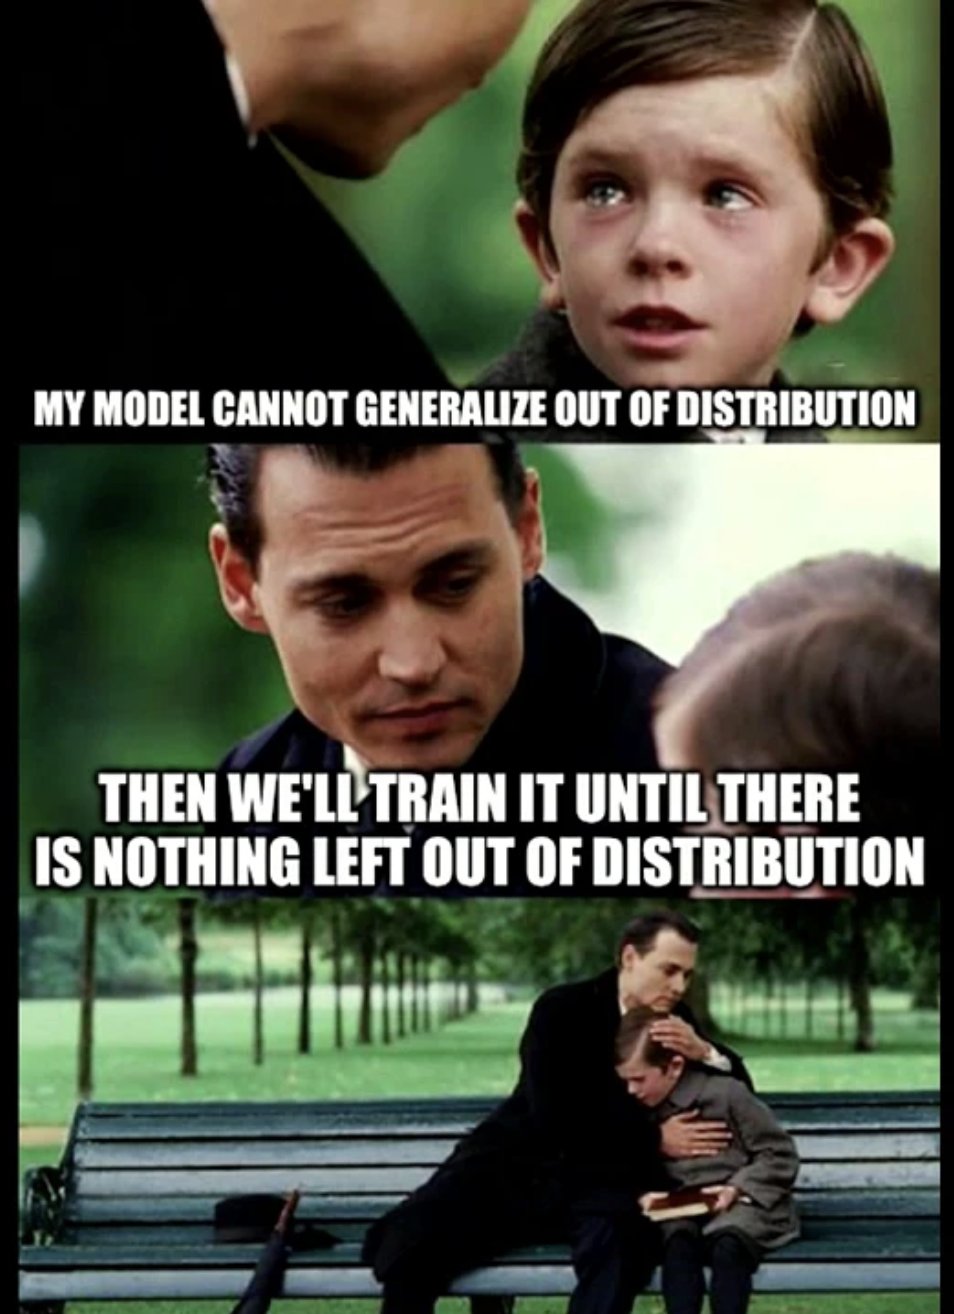 MY MODEL CANNOT GENERALIZE OUT OF DISTRIBUTION
THEN WE'LL TRAIN IT UNTIL THERE
IS NOTHING LEFT OUT OF DISTRIBUTION